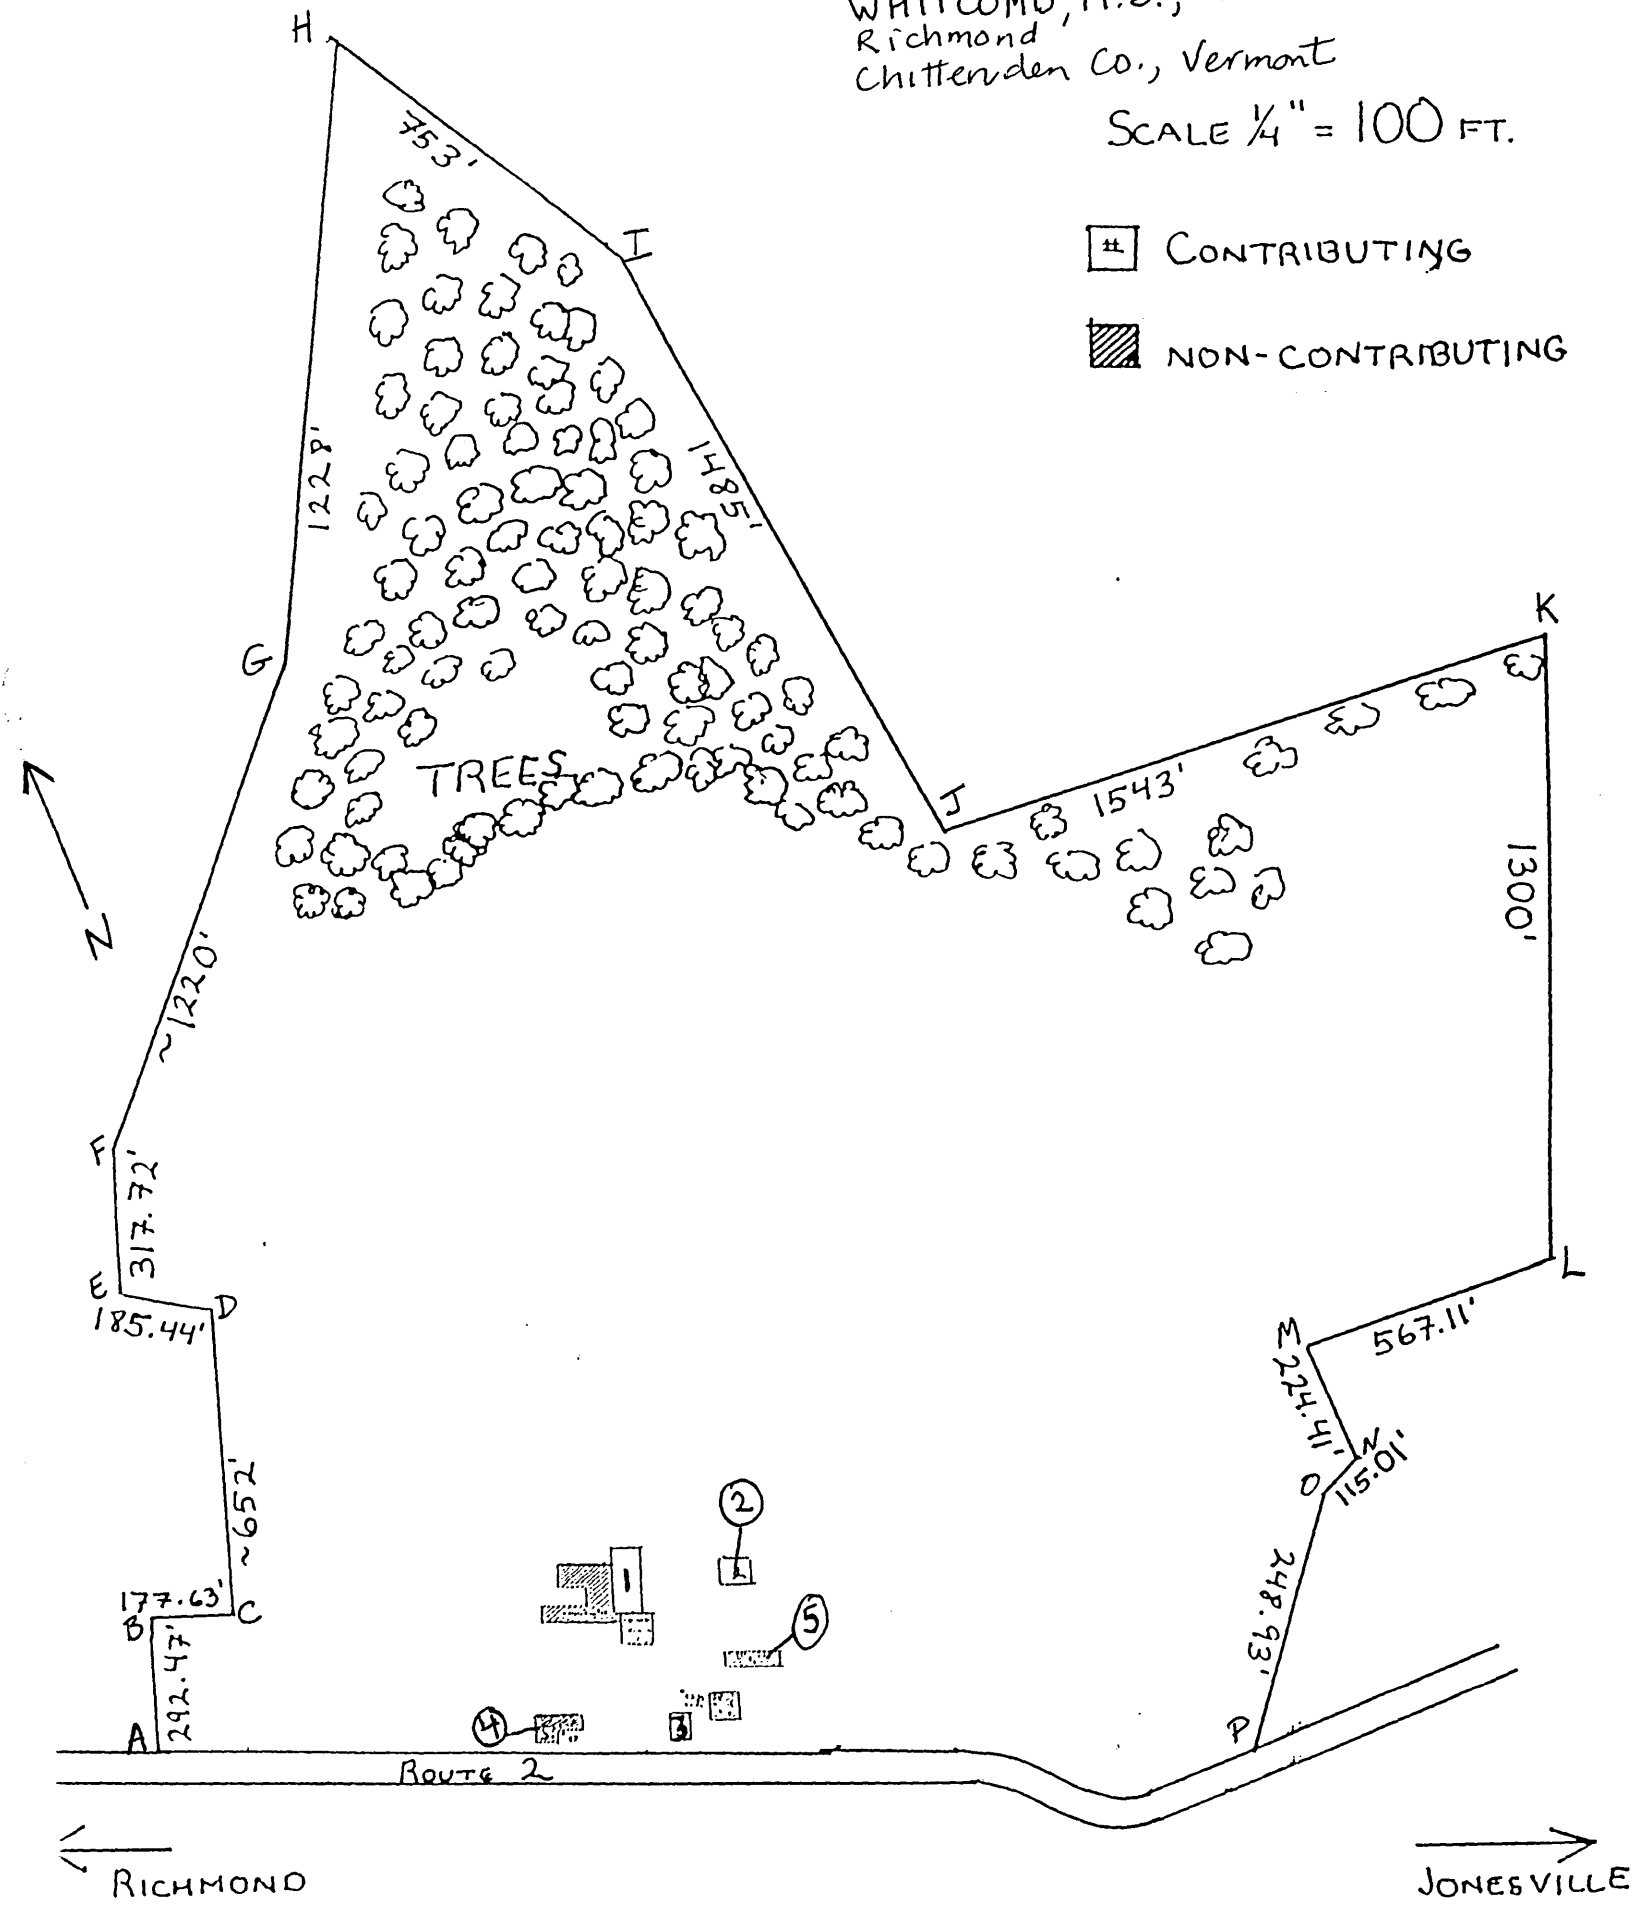 WHITCOMB, M.S.,
Richmond
Chittenden Co., Vermont
SCALE ¼" = 100 FT.
# CONTRIBUTING
NON-CONTRIBUTING
H
753'
I
1228'
1485'
K
G
TREES
J
1543'
1300'
N
~1220'
F
317.72'
E
D
185.44'
L
M
567.11'
224.41'
N
115.01'
O
~652'
2
1
2
177.63'
B
C
5
248.93'
292.47'
A
4
3
P
ROUTE 2
RICHMOND
JONESVILLE